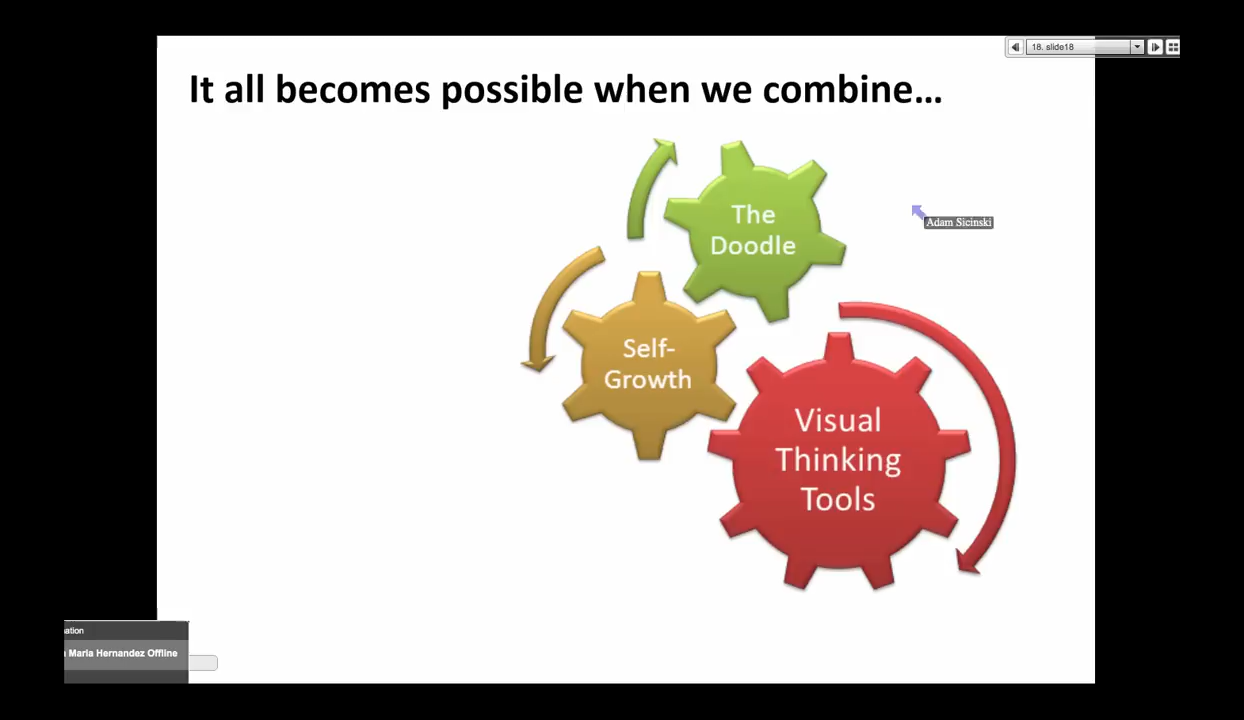 18. slide18
It all becomes possible when we combine...
The
Doodle
Adam Sicinski
Self-
Growth
Visual
Thinking
Tools
ation
Maria Hernandez Offline